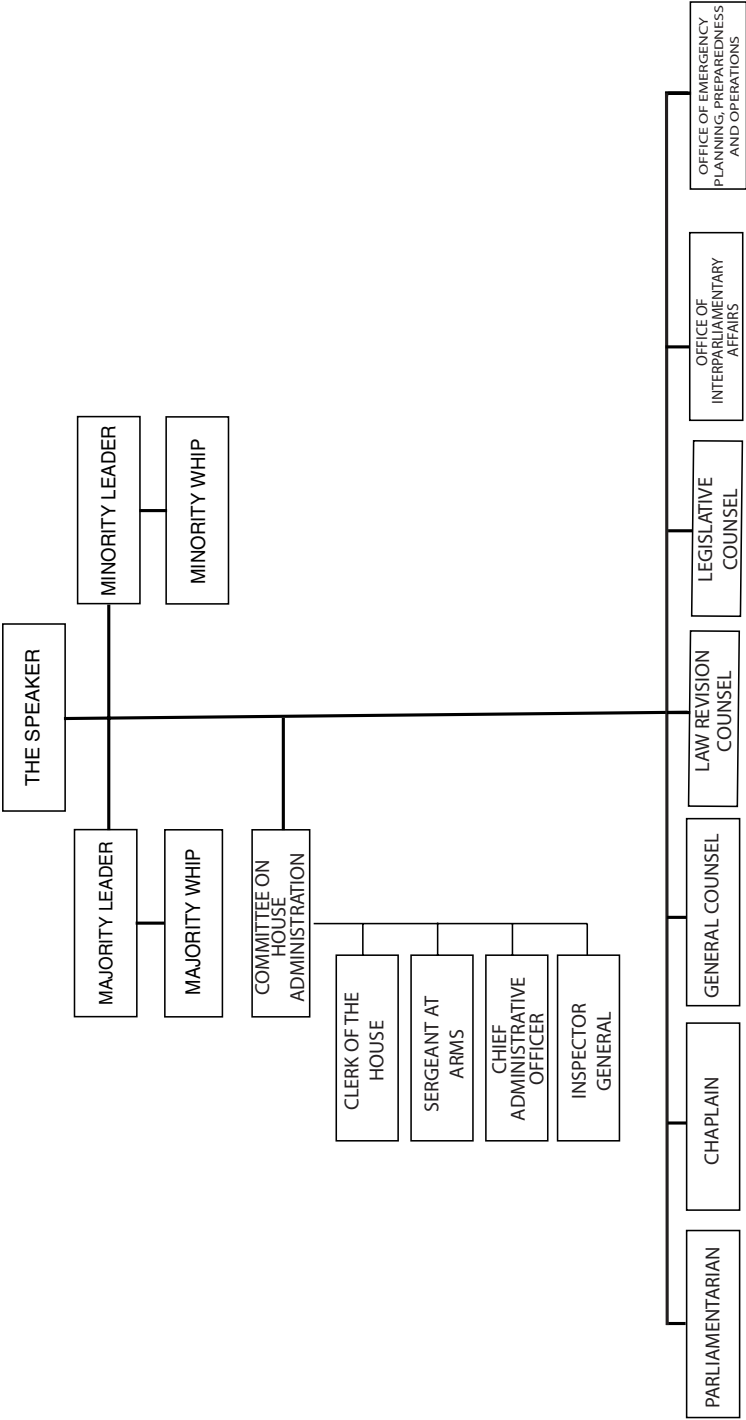 THE SPEAKER
MAJORITY LEADER
MINORITY LEADER
MAJORITY WHIP
MINORITY WHIP
COMMITTEE ON
HOUSE
ADMINISTRATION
CLERK OF THE
HOUSE
SERGEANT AT
ARMS
CHIEF
ADMINISTRATIVE
OFFICER
INSPECTOR
GENERAL
PARLIAMENTARIAN
CHAPLAIN
GENERAL COUNSEL
LAW REVISION
COUNSEL
LEGISLATIVE
COUNSEL
OFFICE OF
INTERPARLIAMENTARY
AFFAIRS
OFFICE OF EMERGENCY
PLANNING, PREPAREDNESS
AND OPERATIONS